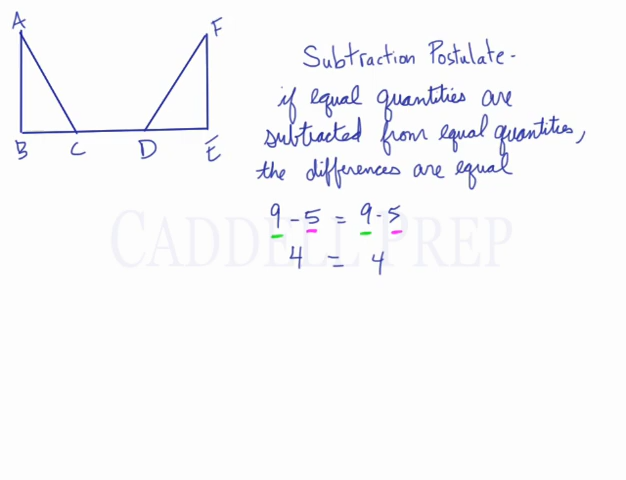 A
F
B
C
D
E
Subtraction Postulate -
if equal quantities are
subtracted from equal quantities,
the differences are equal
9 - 5 = 9 - 5
4 = 4
CADDELL PREP